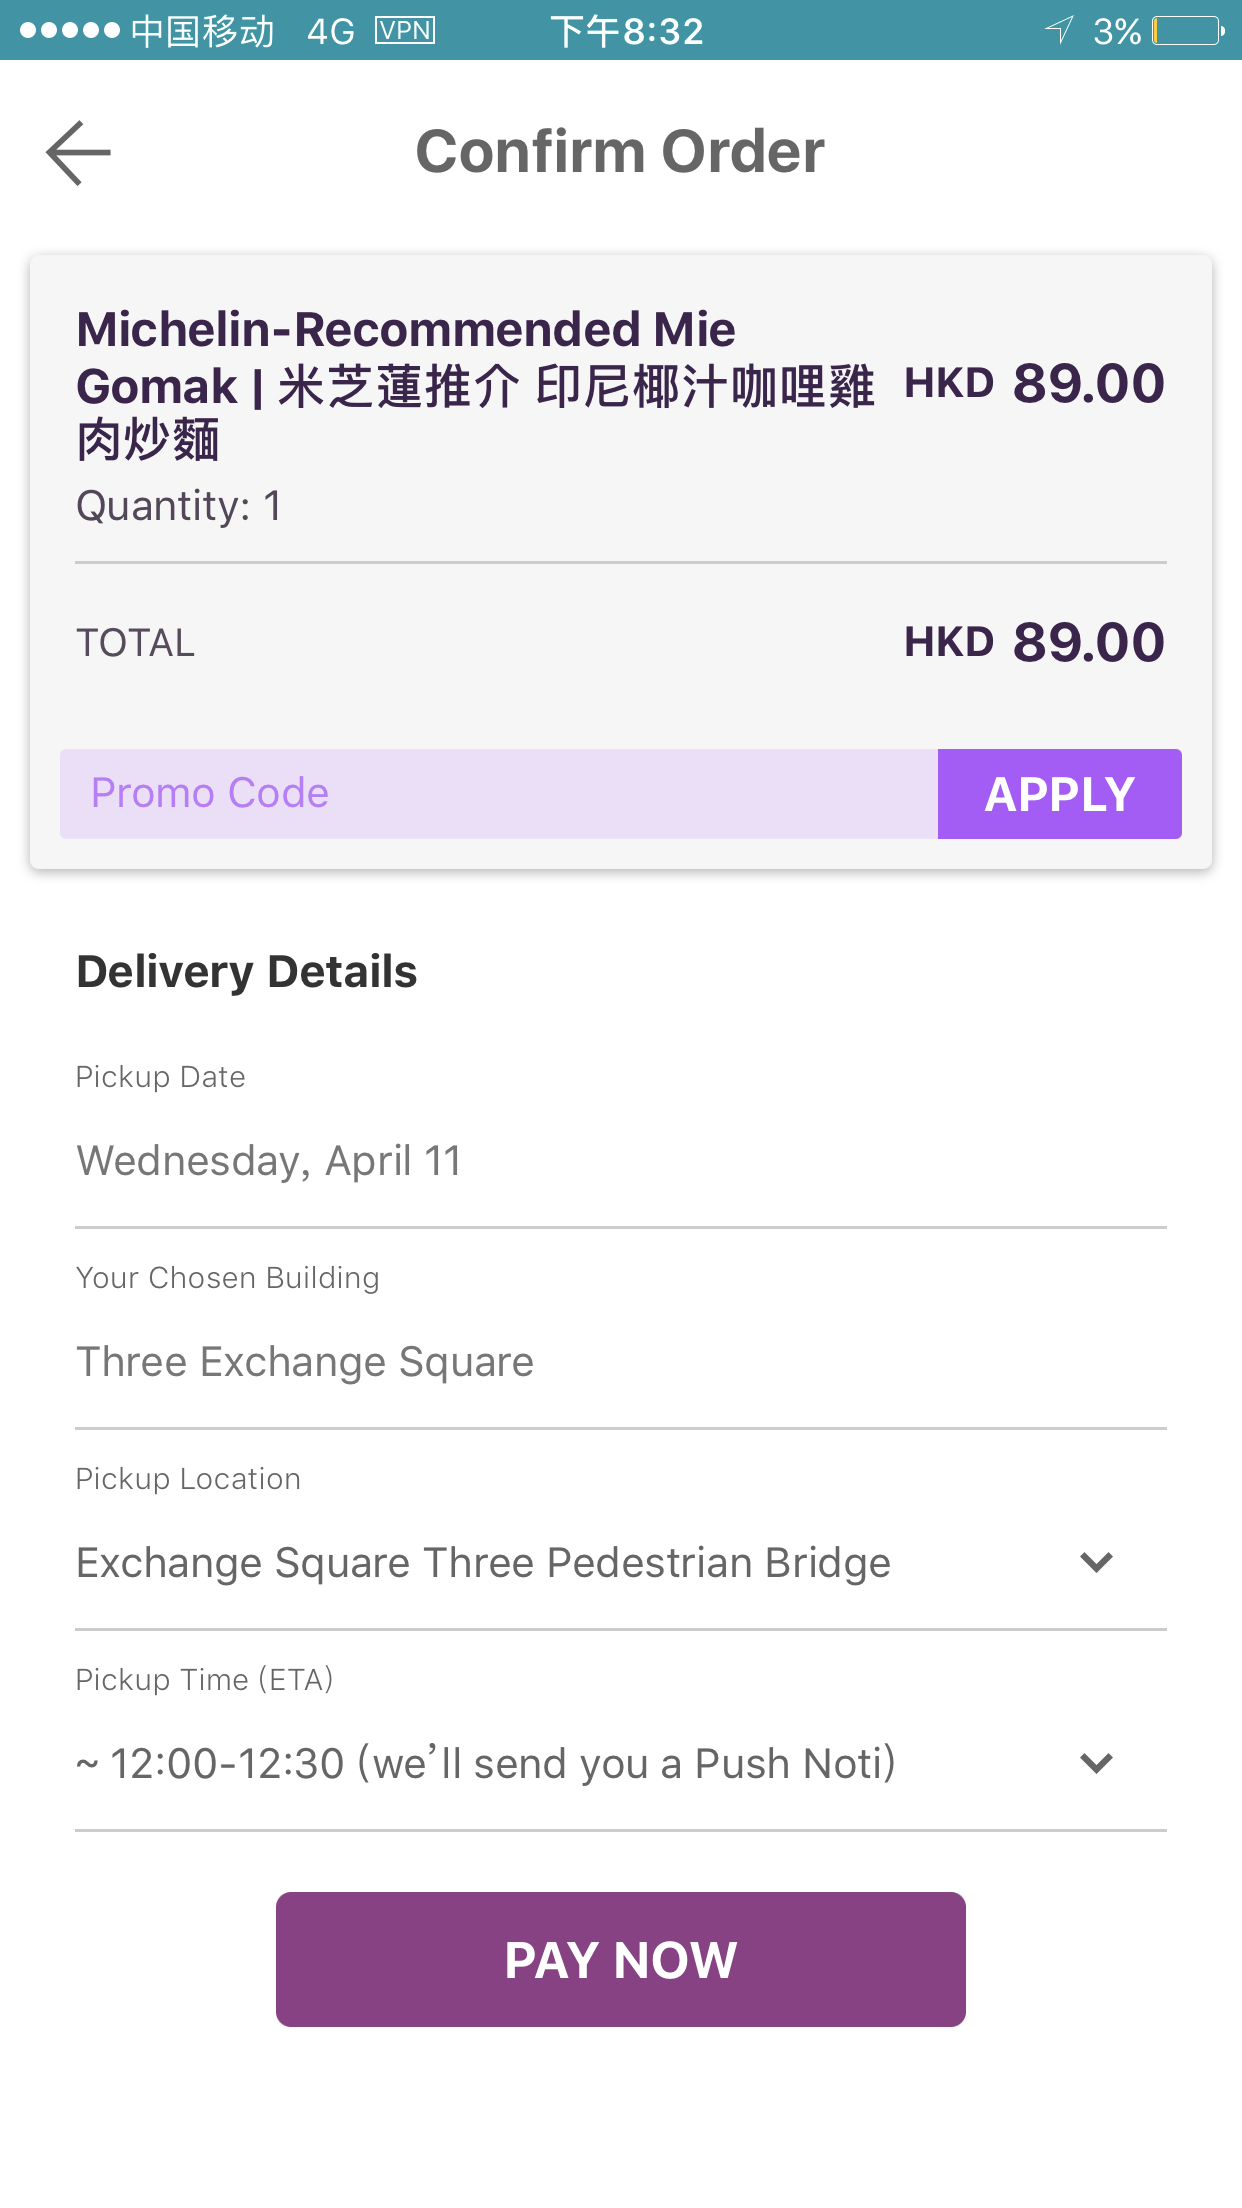 中国移动 4G VPN 下午8:32 3%
Confirm Order
Michelin-Recommended Mie
Gomak | 米芝蓮推介 印尼椰汁咖哩雞 HKD 89.00
肉炒麵
Quantity: 1
TOTAL HKD 89.00
Promo Code APPLY
Delivery Details
Pickup Date
Wednesday, April 11
Your Chosen Building
Three Exchange Square
Pickup Location
Exchange Square Three Pedestrian Bridge
Pickup Time (ETA)
~ 12:00-12:30 (we’ll send you a Push Noti)
PAY NOW